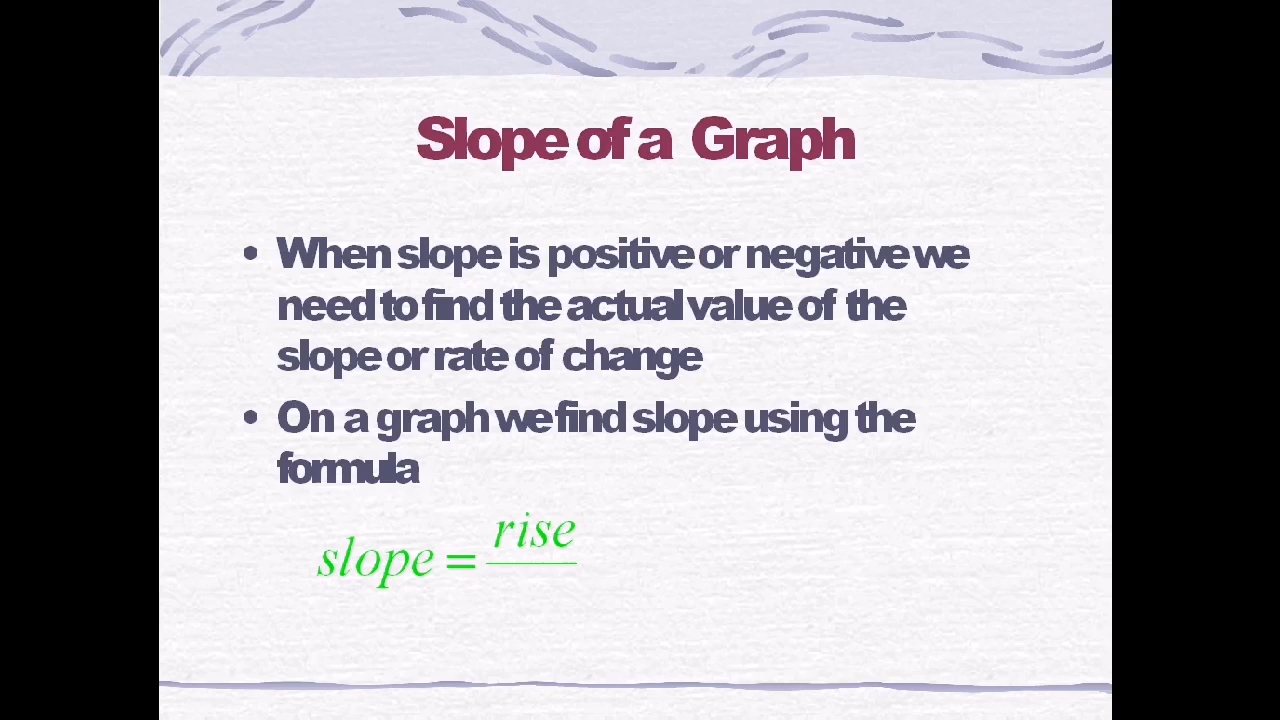 Slope of a Graph
• When slope is positive or negative we
need to find the actual value of the
slope or rate of change
• On a graph we find slope using the
formula
rise
slope =